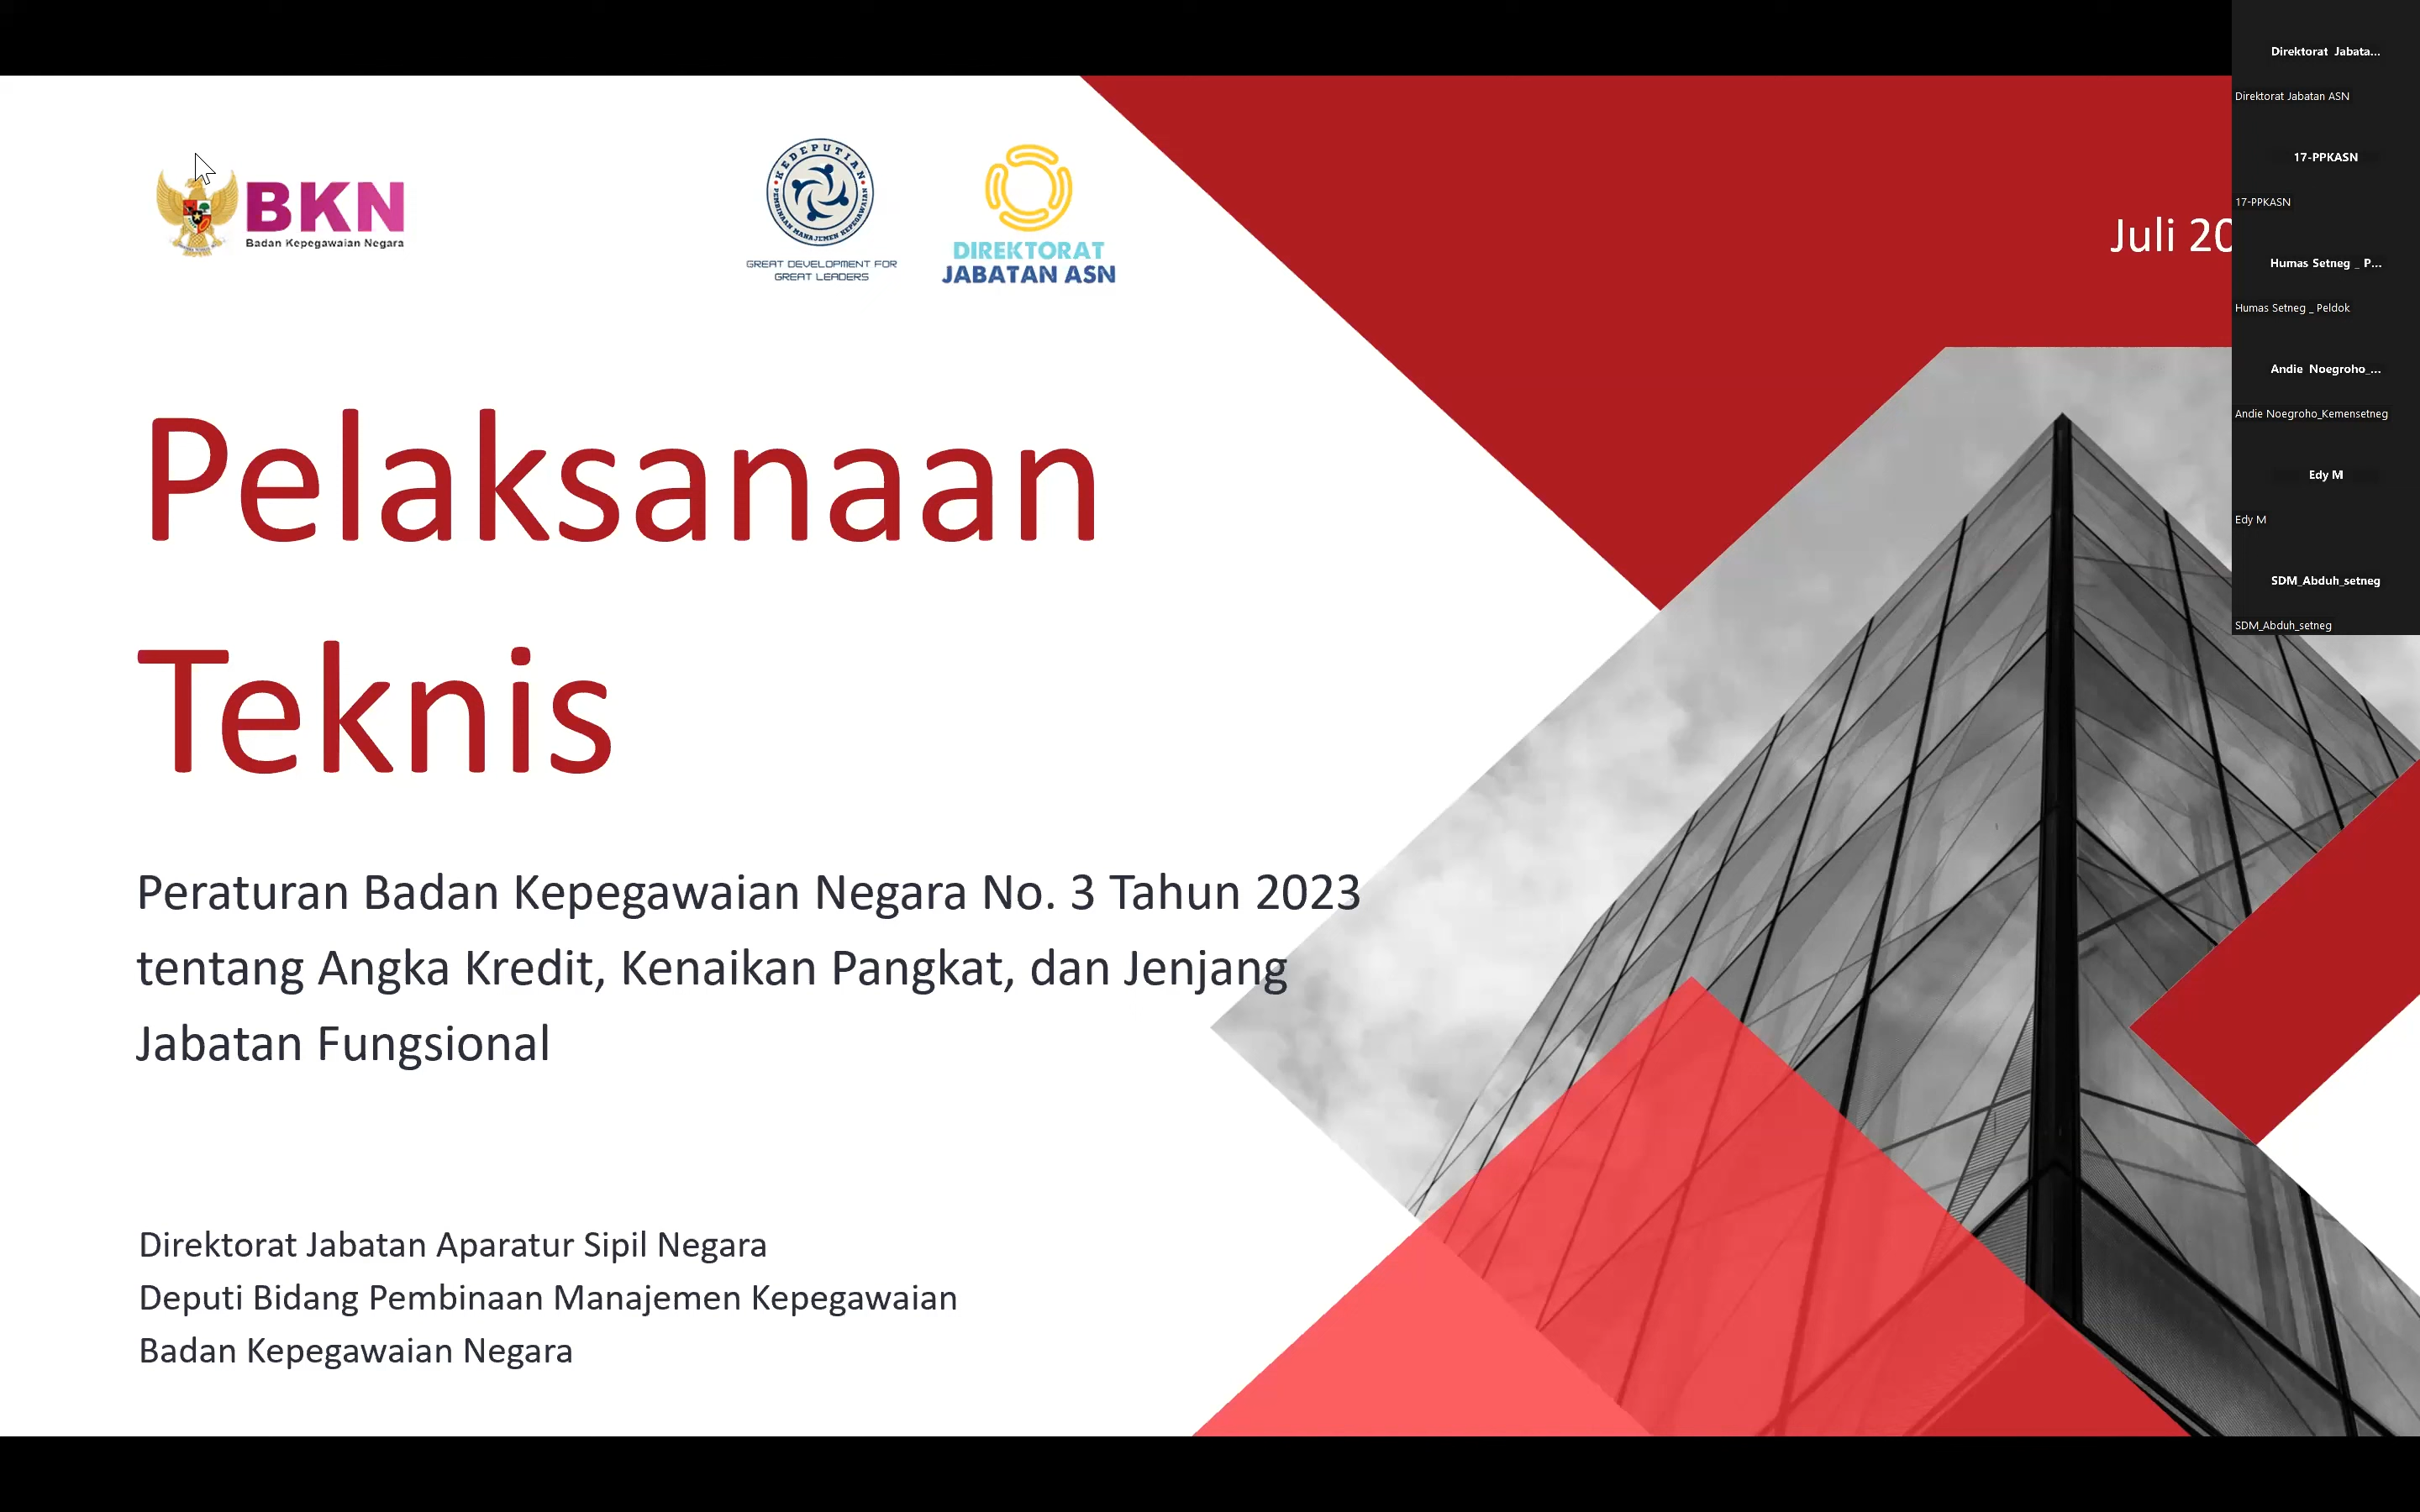 BKN
Badan Kepegawaian Negara
KEDEPUTIAN
PEMBINAAN MANAJEMEN KEPEGAWAIAN
GREAT DEVELOPMENT FOR
GREAT LEADERS
DIREKTORAT
JABATAN ASN
Juli 20
Pelaksanaan
Teknis
Peraturan Badan Kepegawaian Negara No. 3 Tahun 2023
tentang Angka Kredit, Kenaikan Pangkat, dan Jenjang
Jabatan Fungsional
Direktorat Jabatan Aparatur Sipil Negara
Deputi Bidang Pembinaan Manajemen Kepegawaian
Badan Kepegawaian Negara
Direktorat Jabata...
Direktorat Jabatan ASN
17-PPKASN
17-PPKASN
Humas Setneg _ P...
Humas Setneg _ Peldok
Andie Noegroho_...
Andie Noegroho_Kemensetneg
Edy M
Edy M
SDM_Abduh_setneg
SDM_Abduh_setneg